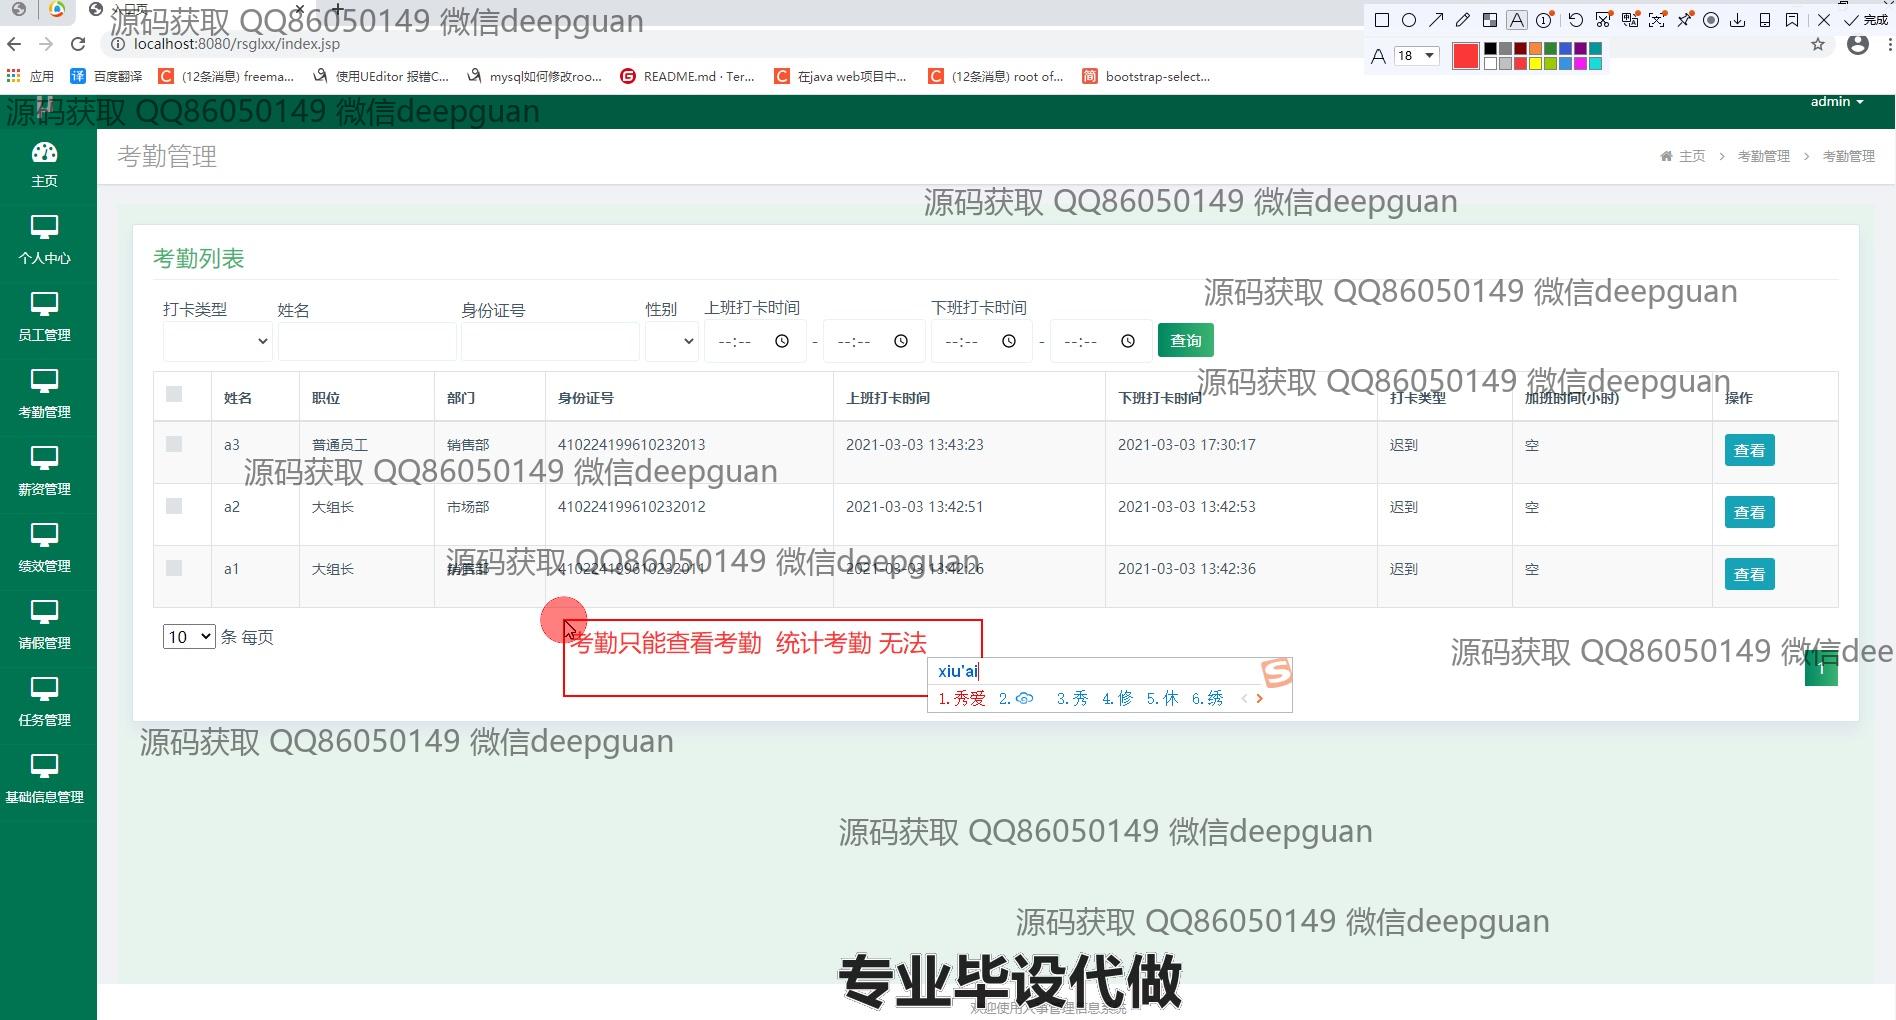 源码获取 QQ86050149 微信deepguan
完成
localhost:8080/rsglxx/index.jsp
A 18
应用 百度翻译 (12条消息) freema... 使用UEditor 报错C... mysql如何修改roo... README.md · Ter... 在java web项目中... (12条消息) root of... bootstrap-select...
源码获取 QQ86050149 微信deepguan
admin
考勤管理
主页 > 考勤管理 > 考勤管理
主页
个人中心
员工管理
考勤管理
薪资管理
绩效管理
请假管理
任务管理
基础信息管理
源码获取 QQ86050149 微信deepguan
考勤列表
源码获取 QQ86050149 微信deepguan
打卡类型 姓名 身份证号 性别 上班打卡时间 下班打卡时间
--:-- - --:-- --:-- - --:-- 查询
源码获取 QQ86050149 微信deepguan
姓名 职位 部门 身份证号 上班打卡时间 下班打卡时间 打卡类型 加班时间(小时) 操作
a3 普通员工 销售部 410224199610232013 2021-03-03 13:43:23 2021-03-03 17:30:17 迟到 空 查看
源码获取 QQ86050149 微信deepguan
a2 大组长 市场部 410224199610232012 2021-03-03 13:42:51 2021-03-03 13:42:53 迟到 空 查看
源码获取 QQ86050149 微信deepguan
a1 大组长 销售部 410224199610232011 2021-03-03 13:42:26 2021-03-03 13:42:36 迟到 空 查看
10 条 每页
考勤只能查看考勤 统计考勤 无法
源码获取 QQ86050149 微信dee
1
xiu'ai
1.秀爱 2. 3.秀 4.修 5.休 6.绣
源码获取 QQ86050149 微信deepguan
源码获取 QQ86050149 微信deepguan
源码获取 QQ86050149 微信deepguan
专业毕设代做
欢迎使用人事管理信息系统